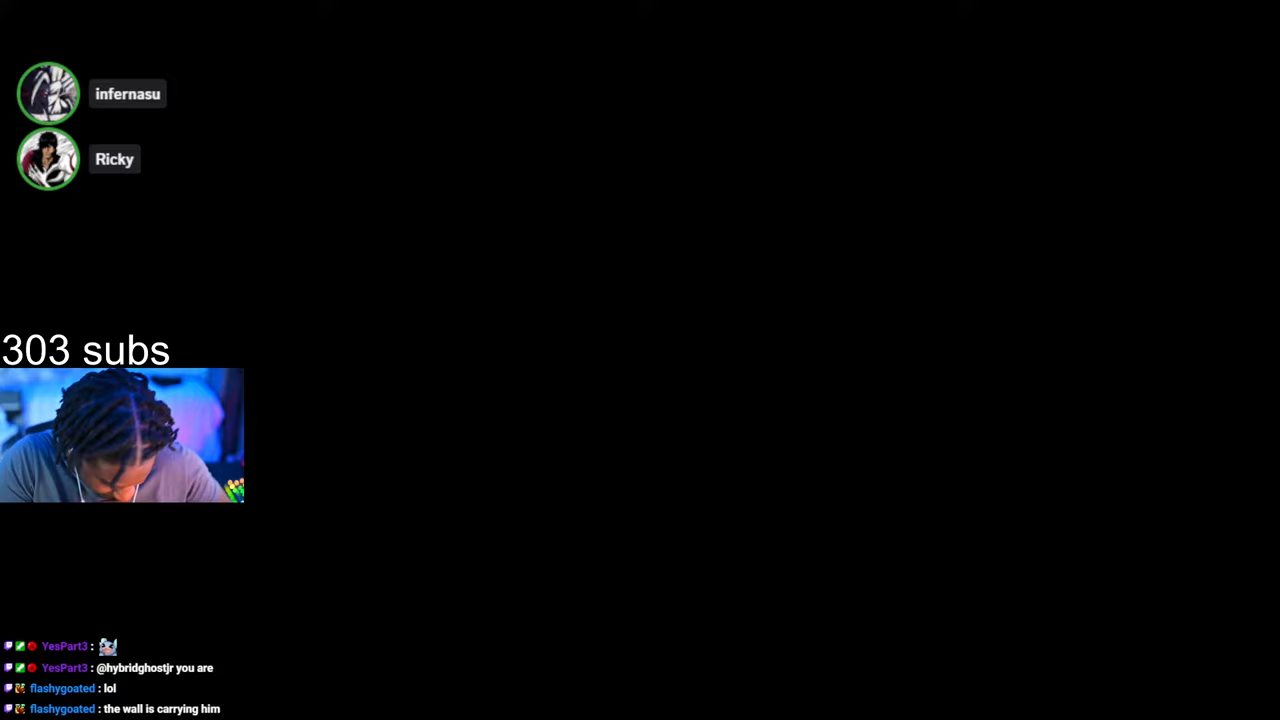 infernasu
Ricky
303 subs
YesPart3 :
YesPart3 : @hybridghostjr you are
flashygoated : lol
flashygoated : the wall is carrying him